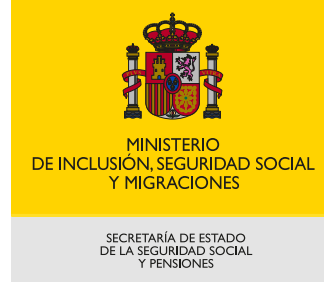 MINISTERIO
DE INCLUSIÓN, SEGURIDAD SOCIAL
Y MIGRACIONES
SECRETARÍA DE ESTADO
DE LA SEGURIDAD SOCIAL
Y PENSIONES